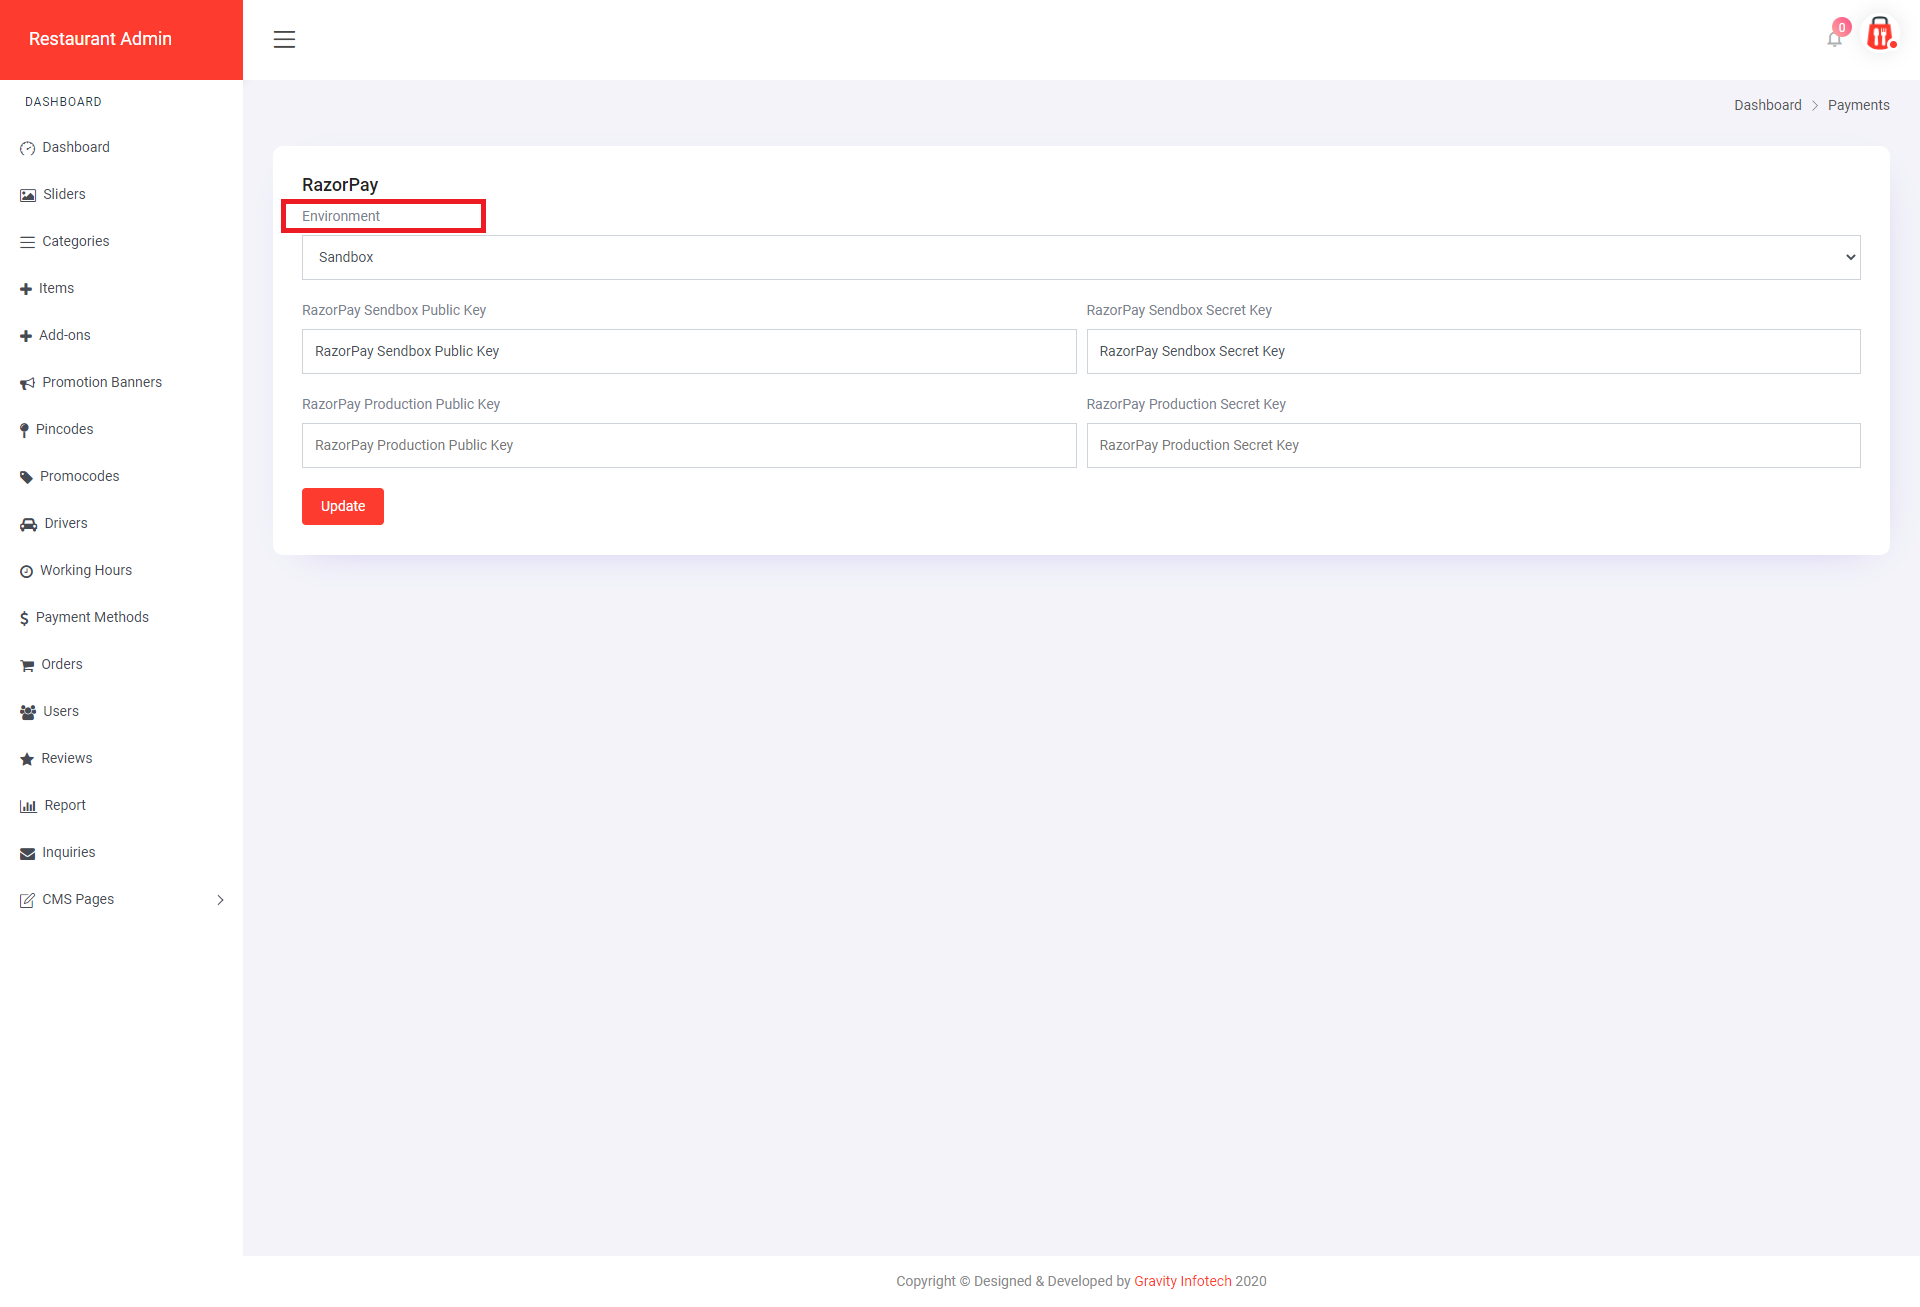 Restaurant Admin
0
DASHBOARD
Dashboard
Sliders
Categories
Items
Add-ons
Promotion Banners
Pincodes
Promocodes
Drivers
Working Hours
Payment Methods
Orders
Users
Reviews
Report
Inquiries
CMS Pages
Dashboard > Payments
RazorPay
Environment
Sandbox
RazorPay Sendbox Public Key
RazorPay Sendbox Secret Key
RazorPay Sendbox Public Key
RazorPay Sendbox Secret Key
RazorPay Production Public Key
RazorPay Production Secret Key
RazorPay Production Public Key
RazorPay Production Secret Key
Update
Copyright © Designed & Developed by Gravity Infotech 2020